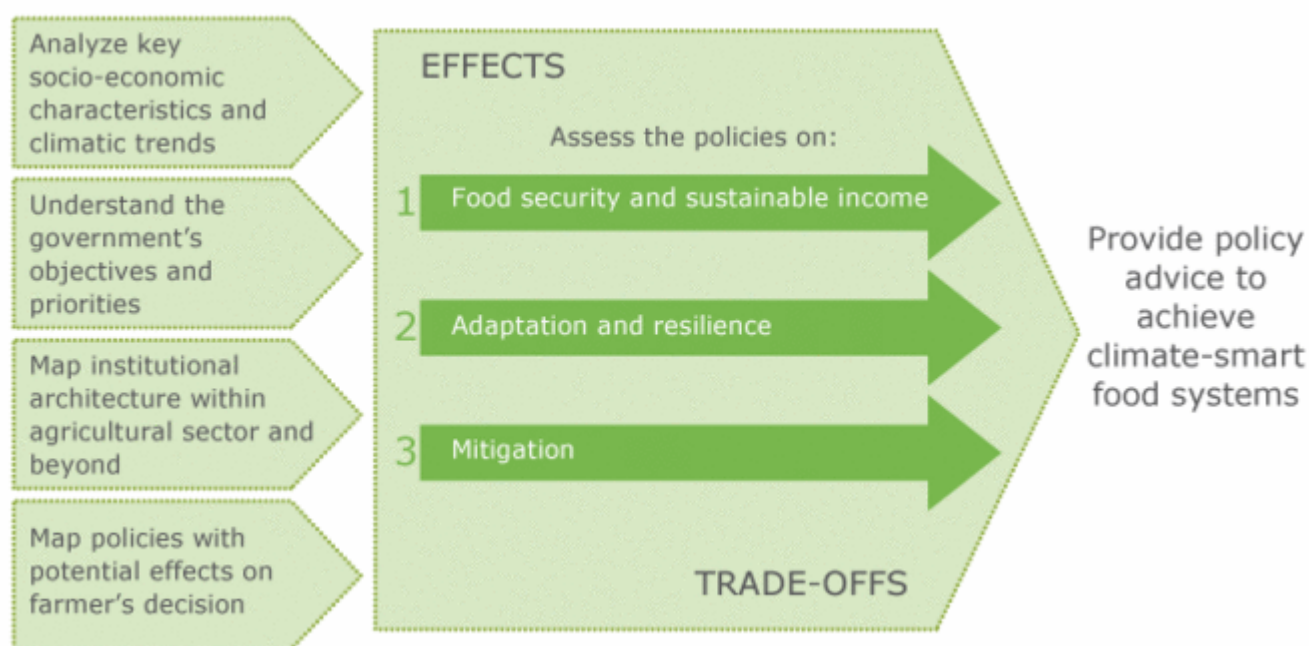 Analyze key
socio-economic
characteristics and
climatic trends
Understand the
government's
objectives and
priorities
Map institutional
architecture within
agricultural sector and
beyond
Map policies with
potential effects on
farmer's decision
EFFECTS
Assess the policies on:
1 Food security and sustainable income
2 Adaptation and resilience
3 Mitigation
TRADE-OFFS
Provide policy
advice to
achieve
climate-smart
food systems